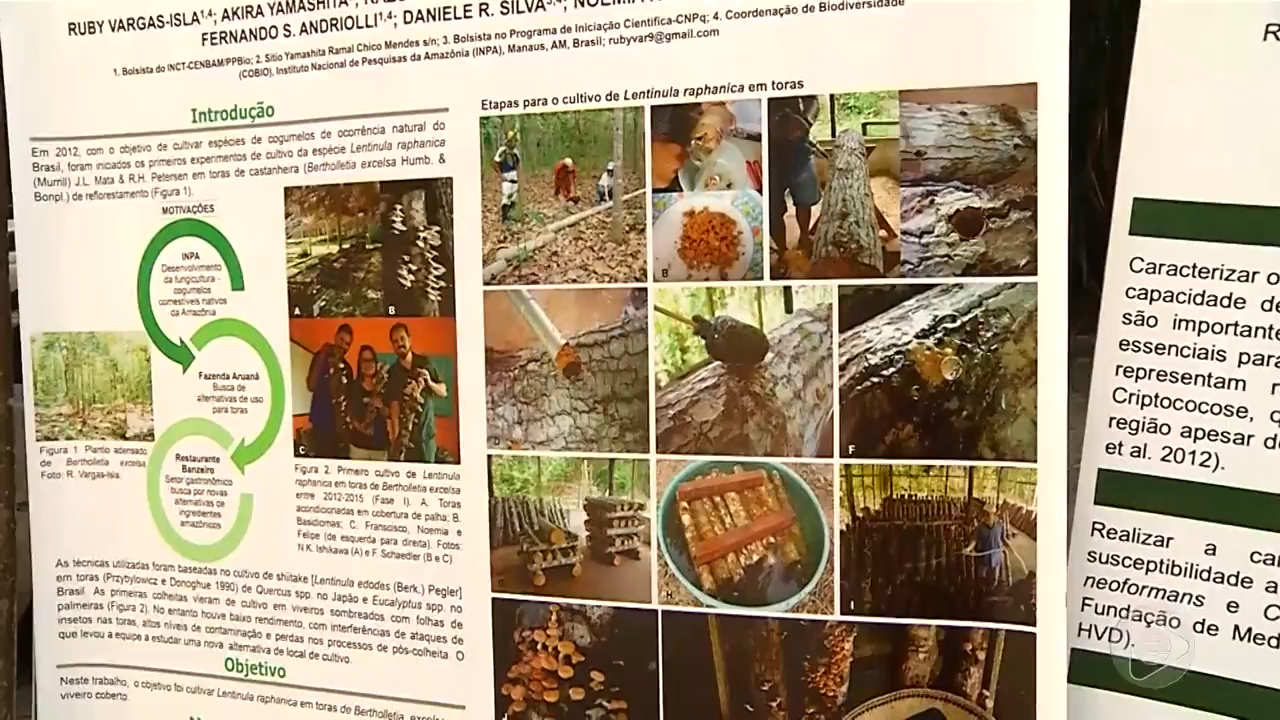 RUBY VARGAS-ISLA1,4; AKIRA YAMASHITA
FERNANDO S. ANDRIOLLI1,4; DANIELE R. SILVA3,4;
1. Bolsista do INCT-CENBAM/PPBio; 2. Sítio Yamashita Ramal Chico Mendes s/n; 3. Bolsista no Programa de Iniciação Científica-CNPq; 4. Coordenação de Biodiversidade
(COBIO), Instituto Nacional de Pesquisas da Amazônia (INPA), Manaus, AM, Brasil; rubyvar9@gmail.com
Introdução
Em 2012, com o objetivo de cultivar espécies de cogumelos de ocorrência natural do
Brasil, foram iniciados os primeiros experimentos de cultivo da espécie Lentinula raphanica
(Murrill) J.L. Mata & R.H. Petersen em toras de castanheira (Bertholletia excelsa Humb. &
Bonpl.) de reflorestamento (Figura 1).
MOTIVAÇÕES
INPA
Desenvolvimento
da fungicultura -
cogumelos
comestíveis nativos
da Amazônia
Fazenda Aruanã
Busca de
alternativas de uso
para toras
Restaurante
Banzeiro
Setor gastronômico
busca por novas
alternativas de
ingredientes
amazônicos
A
B
C
Figura 1. Plantio adensado
de Bertholletia excelsa.
Foto: R. Vargas-Isla.
Figura 2. Primeiro cultivo de Lentinula
raphanica em toras de Bertholletia excelsa
entre 2012-2015 (Fase I). A. Toras
acondicionadas em cobertura de palha; B.
Basidiomas; C. Franscisco, Noemia e
Felipe (de esquerda para direita). Fotos:
N.K. Ishikawa (A) e F. Schaedler (B e C)
As técnicas utilizadas foram baseadas no cultivo de shiitake [Lentinula edodes (Berk.) Pegler]
em toras (Przybylowicz e Donoghue 1990) de Quercus spp. no Japão e Eucalyptus spp. no
Brasil. As primeiras colheitas vieram de cultivo em viveiros sombreados com folhas de
palmeiras (Figura 2). No entanto houve baixo rendimento, com interferências de ataques de
insetos nas toras, altos níveis de contaminação e perdas nos processos de pós-colheita. O
que levou a equipe a estudar uma nova alternativa de local de cultivo.
Objetivo
Neste trabalho, o objetivo foi cultivar Lentinula raphanica em toras de Bertholletia excelsa
viveiro coberto.
Etapas para o cultivo de Lentinula raphanica em toras
B
D
F
H
I
J
R
Caracterizar o
capacidade de
são importante
essenciais para
representam
Criptococose,
região apesar d
et al. 2012).
Realizar a ca
susceptibilidade a
neoformans e C
Fundação de Med
HVD).